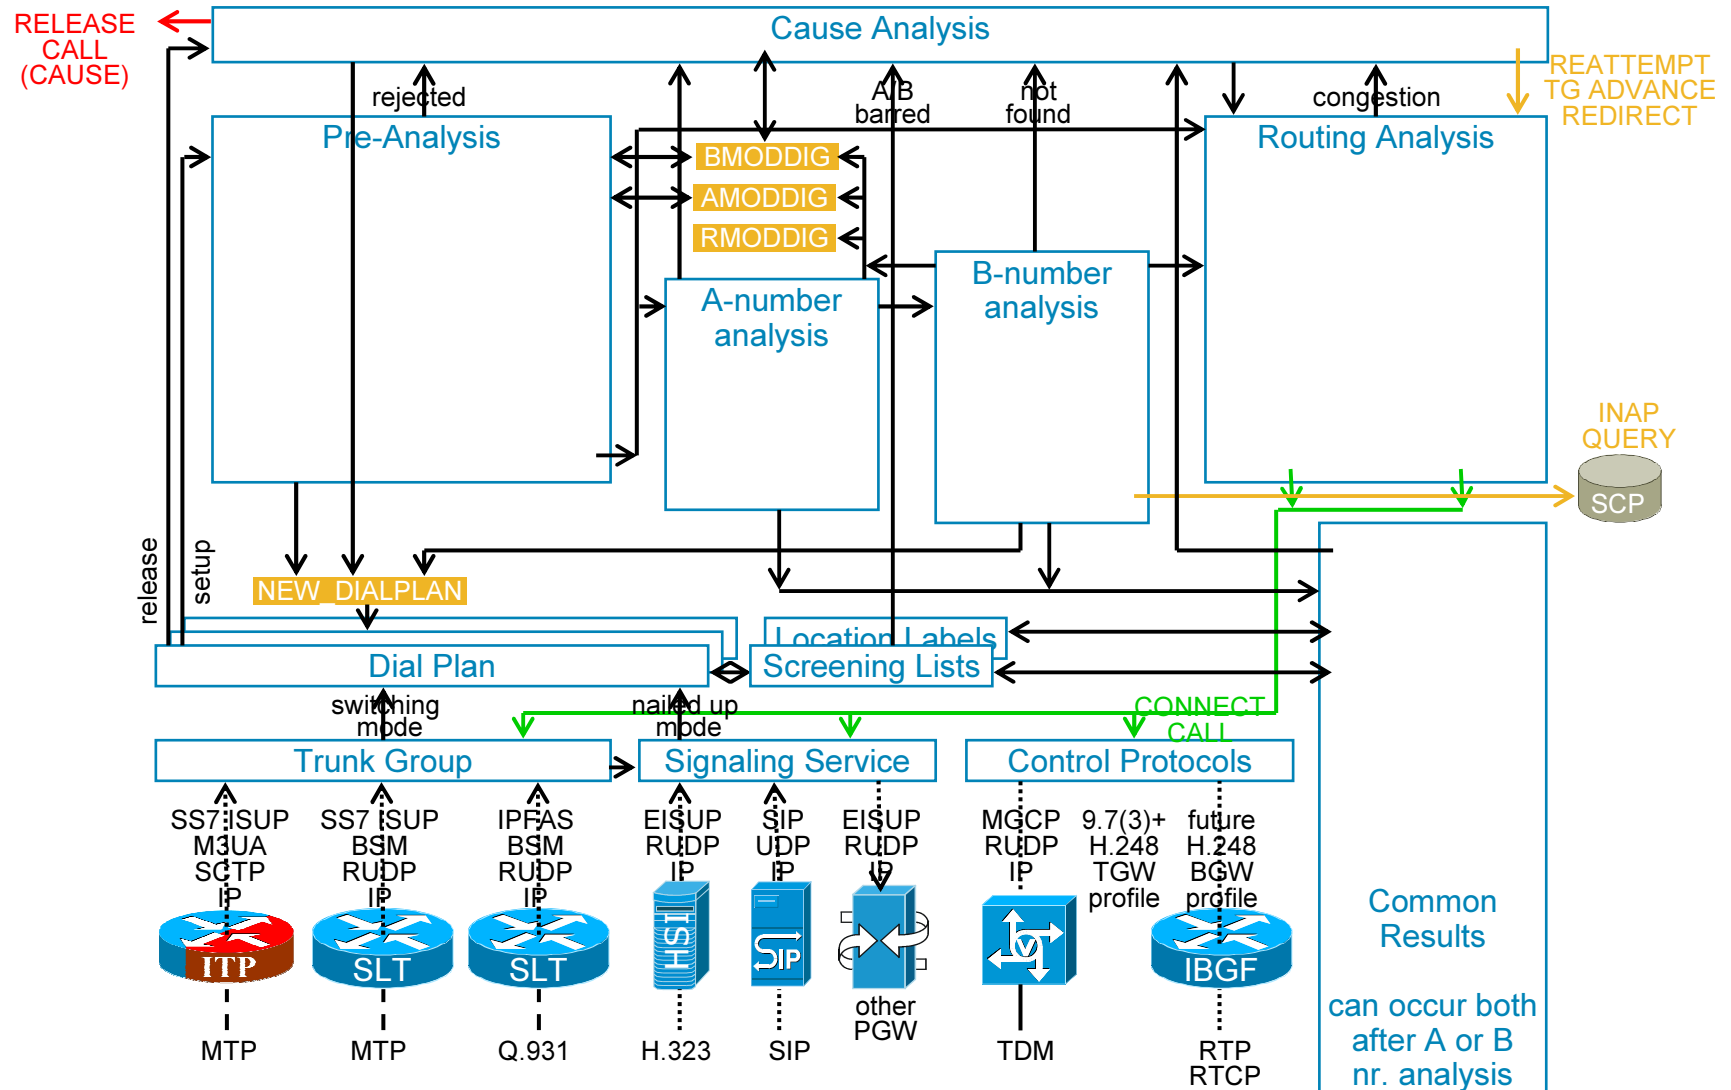 RELEASE
CALL
(CAUSE)
Cause Analysis
REATTEMPT
TG ADVANCE
REDIRECT
rejected
A/B
barred
not
found
congestion
Pre-Analysis
Routing Analysis
BMODDIG
AMODDIG
RMODDIG
A-number
analysis
B-number
analysis
INAP
QUERY
SCP
release
setup
NEW_DIALPLAN
Location Labels
Dial Plan
Screening Lists
switching
mode
nailed up
mode
CONNECT
CALL
Trunk Group
Signaling Service
Control Protocols
SS7 ISUP
M3UA
SCTP
IP
SS7 ISUP
BSM
RUDP
IP
IPFAS
BSM
RUDP
IP
EISUP
RUDP
IP
SIP
UDP
IP
EISUP
RUDP
IP
MGCP
RUDP
IP
9.7(3)+
H.248
TGW
profile
future
H.248
BGW
profile
ITP
SLT
SLT
HSI
SIP
other
PGW
V
IBGF
MTP
MTP
Q.931
H.323
SIP
TDM
RTP
RTCP
Common
Results
can occur both
after A or B
nr. analysis